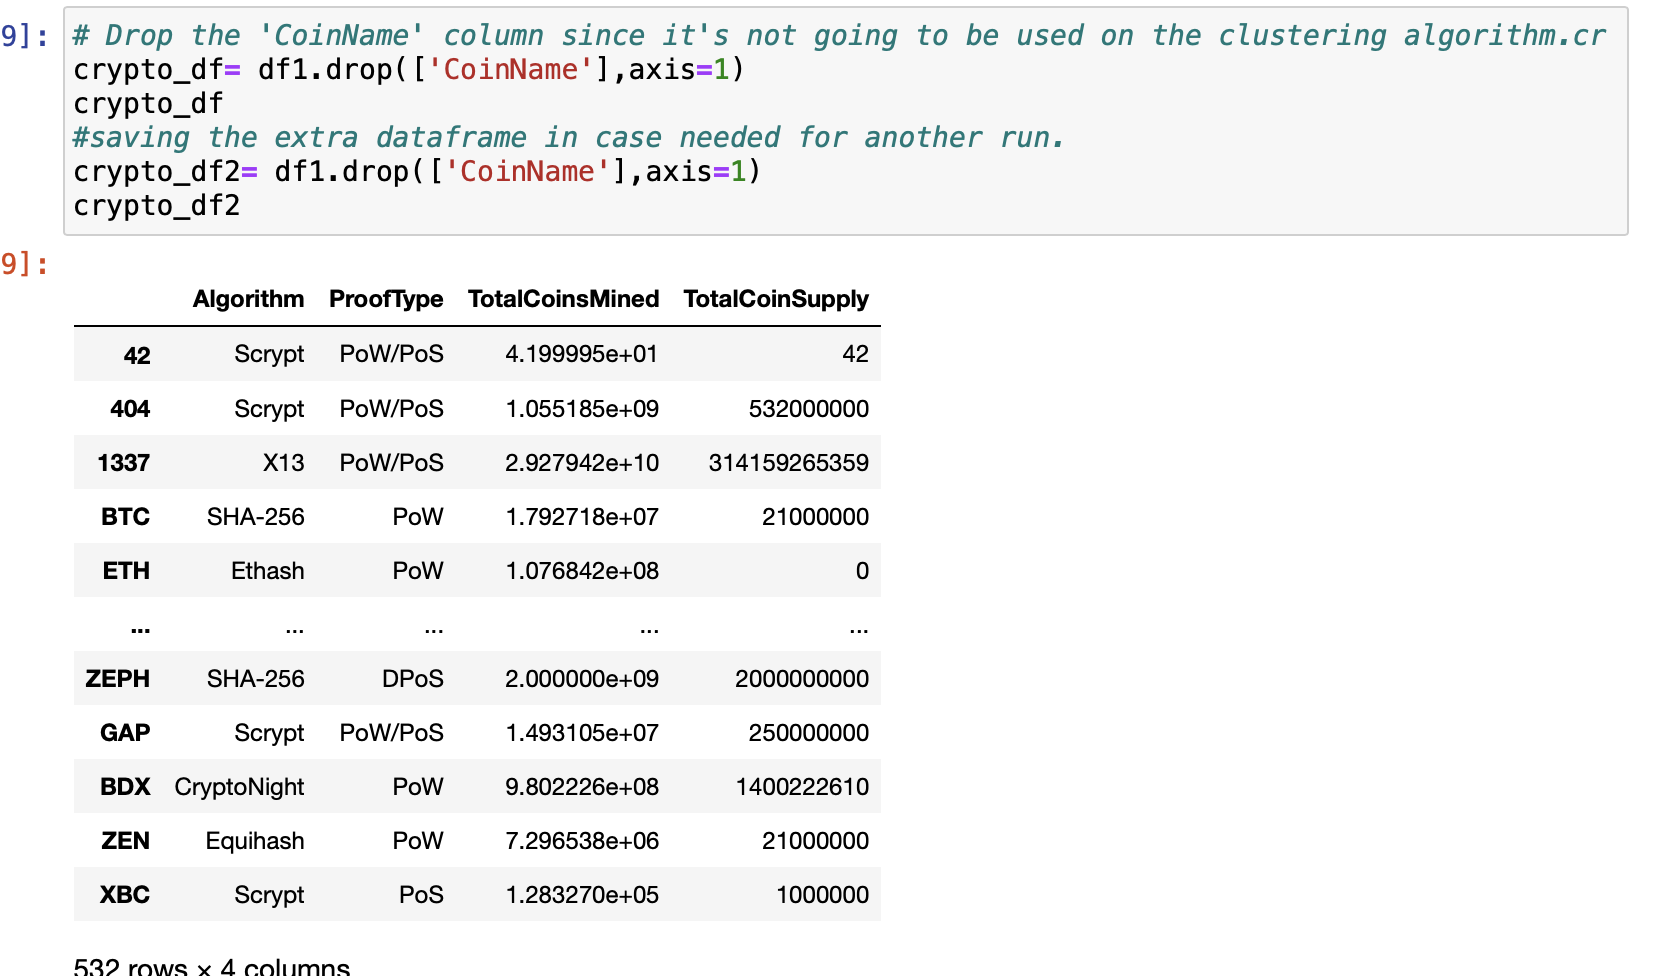 9]: # Drop the 'CoinName' column since it's not going to be used on the clustering algorithm.cr
crypto_df= df1.drop(['CoinName'],axis=1)
crypto_df
#saving the extra dataframe in case needed for another run.
crypto_df2= df1.drop(['CoinName'],axis=1)
crypto_df2
9]:
Algorithm ProofType TotalCoinsMined TotalCoinSupply
42 Scrypt PoW/PoS 4.199995e+01 42
404 Scrypt PoW/PoS 1.055185e+09 532000000
1337 X13 PoW/PoS 2.927942e+10 314159265359
BTC SHA-256 PoW 1.792718e+07 21000000
ETH Ethash PoW 1.076842e+08 0
... ... ... ... ...
ZEPH SHA-256 DPoS 2.000000e+09 2000000000
GAP Scrypt PoW/PoS 1.493105e+07 250000000
BDX CryptoNight PoW 9.802226e+08 1400222610
ZEN Equihash PoW 7.296538e+06 21000000
XBC Scrypt PoS 1.283270e+05 1000000
532 rows × 4 columns